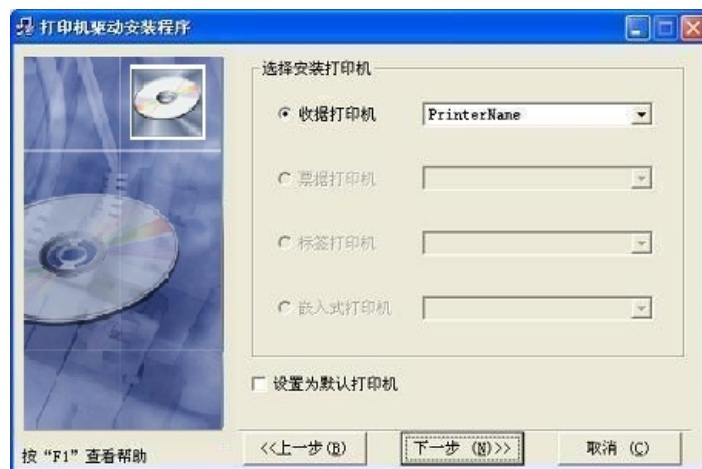 打印机驱动安装程序
选择安装打印机
收据打印机 PrinterName
票据打印机
标签打印机
嵌入式打印机
设置为默认打印机
按 “F1” 查看帮助 <<上一步(B) 下一步 (N)>> 取消 (C)